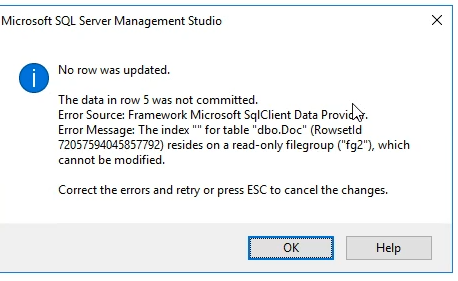 Microsoft SQL Server Management Studio
No row was updated.
The data in row 5 was not committed.
Error Source: Framework Microsoft SqlClient Data Provider.
Error Message: The index "" for table "dbo.Doc" (RowsetId
72057594045857792) resides on a read-only filegroup ("fg2"), which
cannot be modified.
Correct the errors and retry or press ESC to cancel the changes.
OK
Help